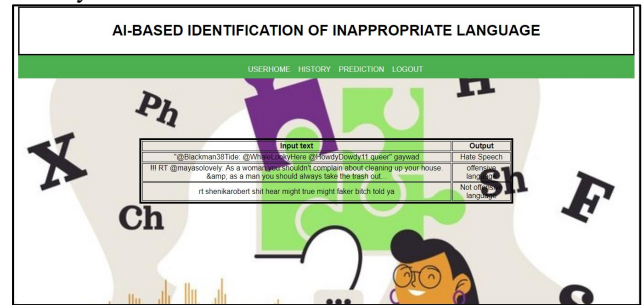 AI-BASED IDENTIFICATION OF INAPPROPRIATE LANGUAGE
USERHOME HISTORY PREDICTION LOGOUT
Ph
X
Ch
Sh
F
Input text Output
"@Blackman38Tide: @WhaleLookyHere @HowdyDowdy11 queer" gaywad Hate Speech
!!! RT @mayasolovely: As a woman you shouldn't complain about cleaning up your house. offensive
&amp; as a man you should always take the trash out... language
rt shenikarobert shit hear might true might faker bitch told ya Not offensive
language